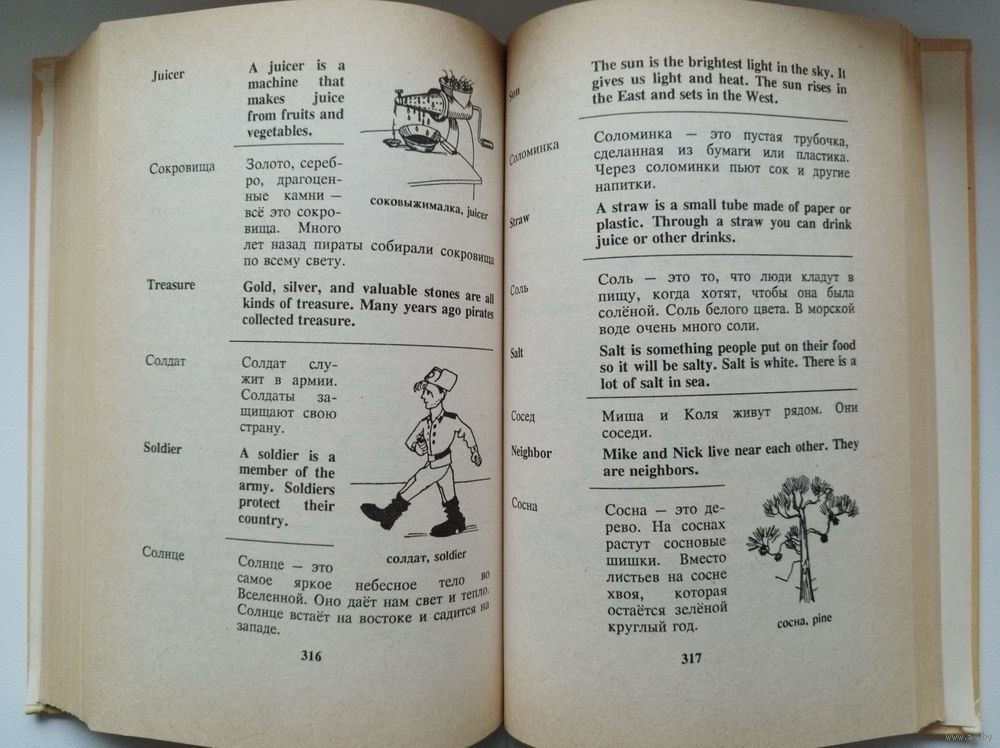 Juicer
A juicer is a
machine that
makes juice
from fruits and
vegetables.
соковыжималка, juicer
Сокровища
Золото, сереб-
ро, драгоцен-
ные камни —
всё это сокро-
вища. Много
лет назад пираты собирали сокровища
по всему свету.
Treasure
Gold, silver, and valuable stones are all
kinds of treasure. Many years ago pirates
collected treasure.
Солдат
Солдат слу-
жит в армии.
Солдаты за-
щищают свою
страну.
Soldier
A soldier is a
member of the
army. Soldiers
protect their
country.
солдат, soldier
Солнце
Солнце — это
самое яркое небесное тело во
Вселенной. Оно даёт нам свет и тепло.
Солнце встаёт на востоке и садится на
западе.
316
Sun
The sun is the brightest light in the sky. It
gives us light and heat. The sun rises in
the East and sets in the West.
Соломинка
Соломинка — это пустая трубочка,
сделанная из бумаги или пластика.
Через соломинки пьют сок и другие
напитки.
Straw
A straw is a small tube made of paper or
plastic. Through a straw you can drink
juice or other drinks.
Соль
Соль — это то, что люди кладут в
пищу, когда хотят, чтобы она была
солёной. Соль белого цвета. В морской
воде очень много соли.
Salt
Salt is something people put on their food
so it will be salty. Salt is white. There is a
lot of salt in sea.
Сосед
Миша и Коля живут рядом. Они
соседи.
Neighbor
Mike and Nick live near each other. They
are neighbors.
Сосна
Сосна — это де-
рево. На соснах
растут сосновые
шишки. Вместо
листьев на сосне
хвоя, которая
остаётся зелёной
круглый год.
сосна, pine
317
www.ay.by